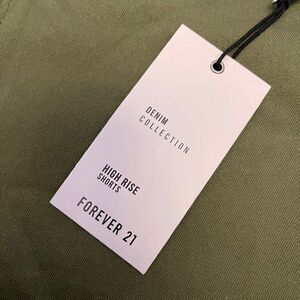 DENIM
COLLECTION
HIGH RISE
SHORTS
FOREVER 21